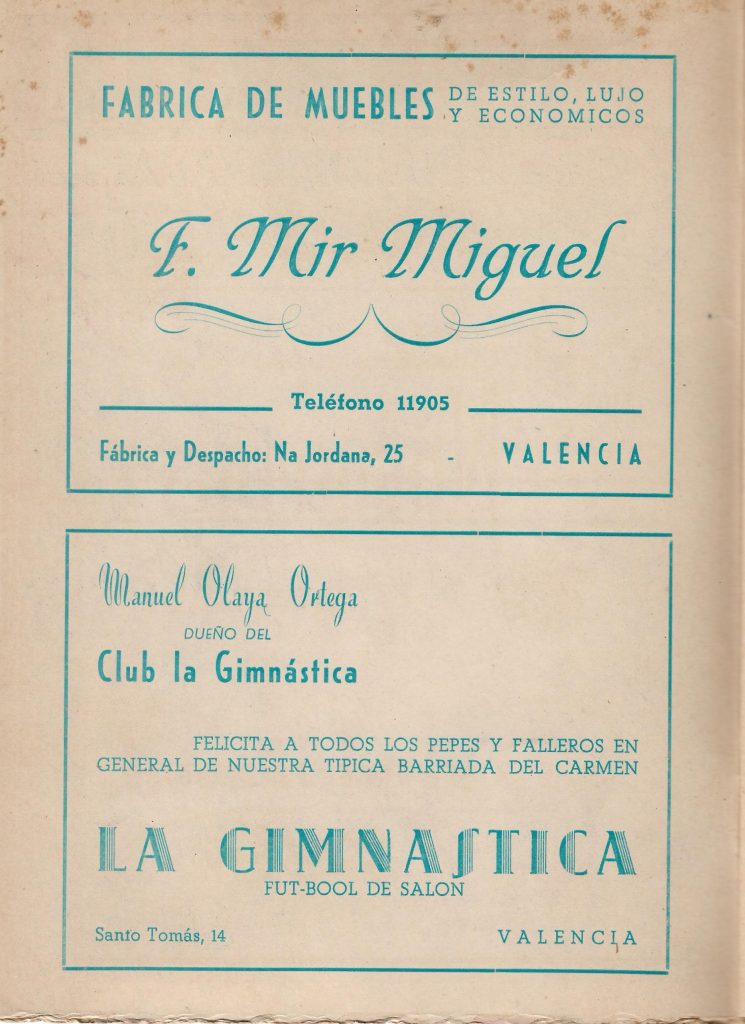 FABRICA DE MUEBLES DE ESTILO, LUJO
Y ECONOMICOS
F. Mir Miguel
Teléfono 11905
Fábrica y Despacho: Na Jordana, 25 - VALENCIA
Manuel Olaya Ortega
DUEÑO DEL
Club la Gimnástica
FELICITA A TODOS LOS PEPES Y FALLEROS EN
GENERAL DE NUESTRA TIPICA BARRIADA DEL CARMEN
LA GIMNASTICA
FUT-BOOL DE SALON
Santo Tomás, 14 VALENCIA